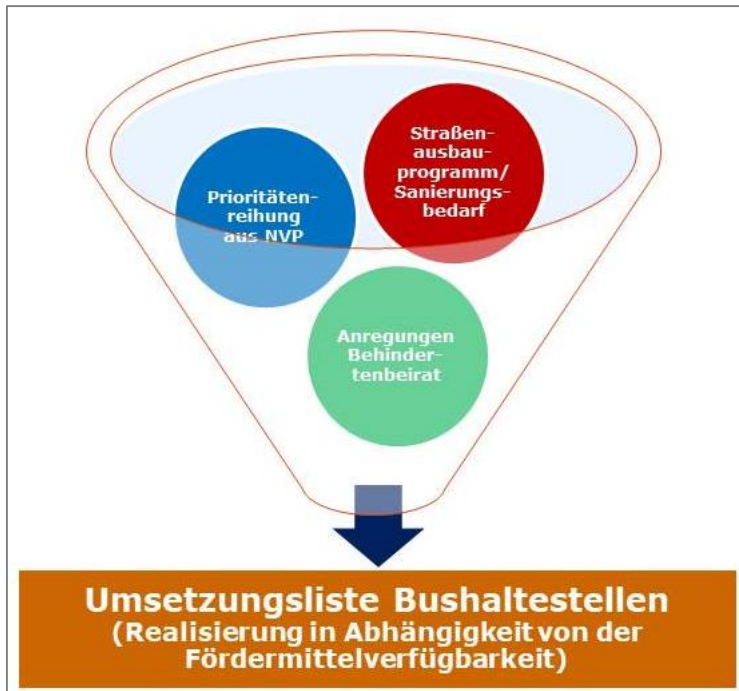 Straßen-
ausbau-
programm/
Sanierungs-
bedarf
Prioritäten-
reihung
aus NVP
Anregungen
Behinder-
tenbeirat
Umsetzungsliste Bushaltestellen
(Realisierung in Abhängigkeit von der
Fördermittelverfügbarkeit)